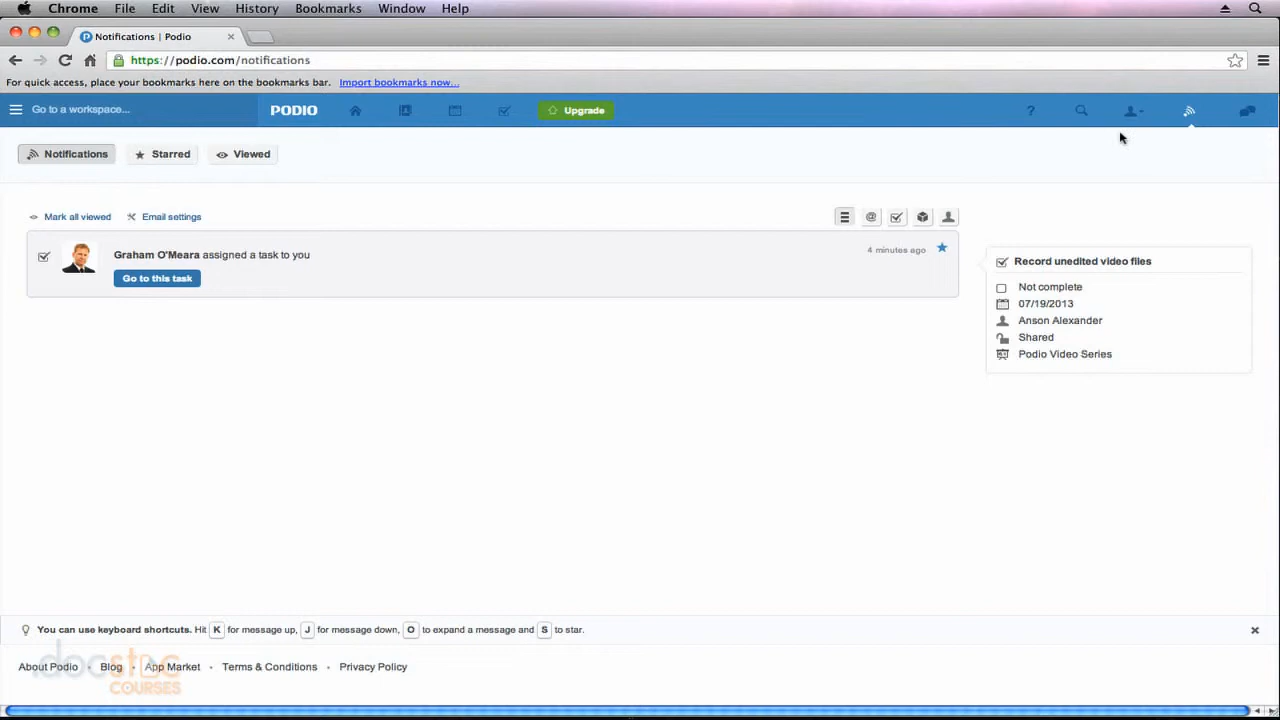 Chrome File Edit View History Bookmarks Window Help
Notifications | Podio
https://podio.com/notifications
For quick access, place your bookmarks here on the bookmarks bar. Import bookmarks now...
Go to a workspace... PODIO Upgrade ?
Notifications Starred Viewed
Mark all viewed Email settings @
Graham O'Meara assigned a task to you 4 minutes ago
Go to this task
Record unedited video files
Not complete
07/19/2013
Anson Alexander
Shared
Podio Video Series
You can use keyboard shortcuts. Hit K for message up, J for message down, O to expand a message and S to star.
About Podio • Blog • App Market • Terms & Conditions • Privacy Policy
docstoc
COURSES